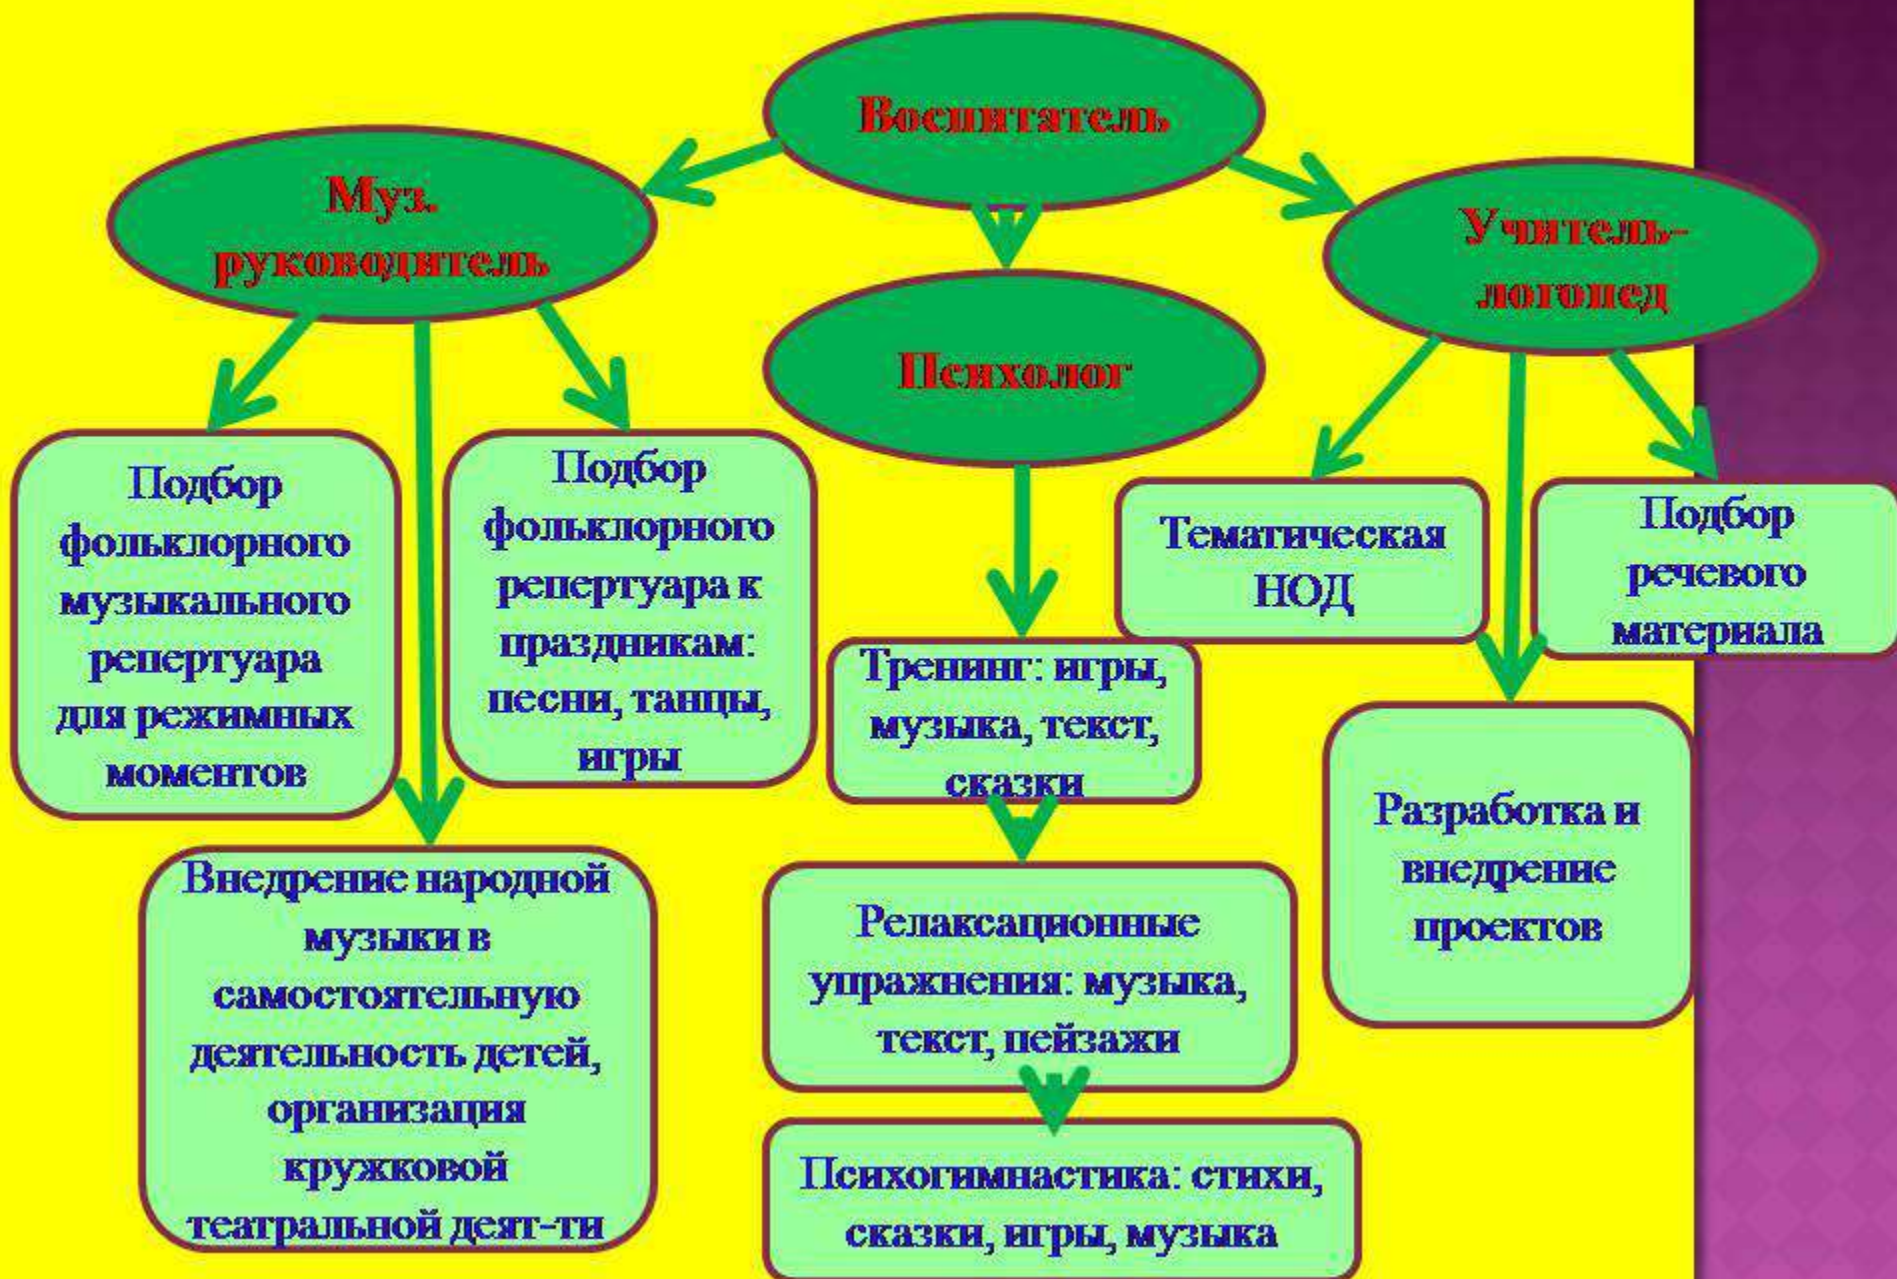 Воспитатель
Муз.
руководитель
Учитель-
логопед
Психолог
Подбор
фольклорного
музыкального
репертуара
для режимных
моментов
Подбор
фольклорного
репертуара к
праздникам:
песни, танцы,
игры
Внедрение народной
музыки в
самостоятельную
деятельность детей,
организация
кружковой
театральной деят-ти
Тренинг: игры,
музыка, текст,
сказки
Релаксационные
упражнения: музыка,
текст, пейзажи
Психогимнастика: стихи,
сказки, игры, музыка
Тематическая
НОД
Подбор
речевого
материала
Разработка и
внедрение
проектов